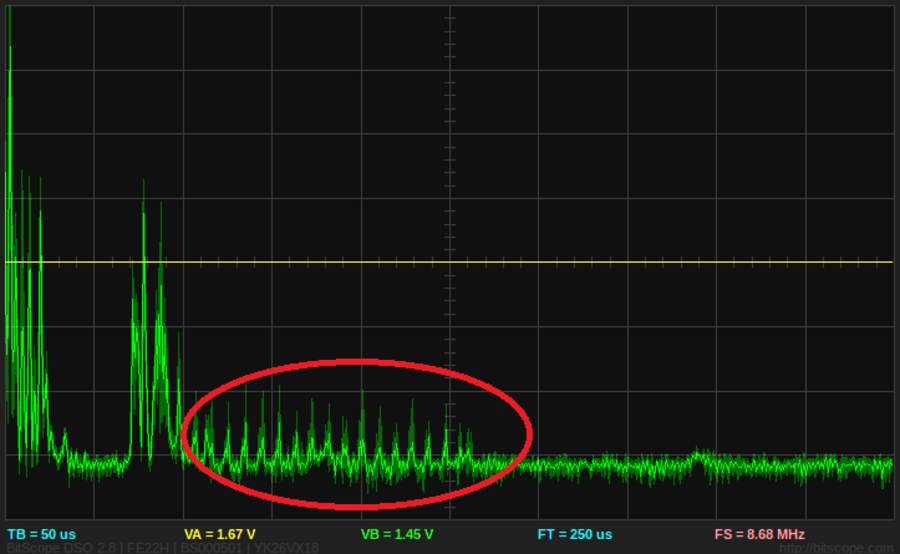 TB = 50 us VA = 1.67 V VB = 1.45 V FT = 250 us FS = 8.68 MHz
BitScope DSO 2.8 | FE22H | BS000501 | YK26VX18 http://bitscope.com